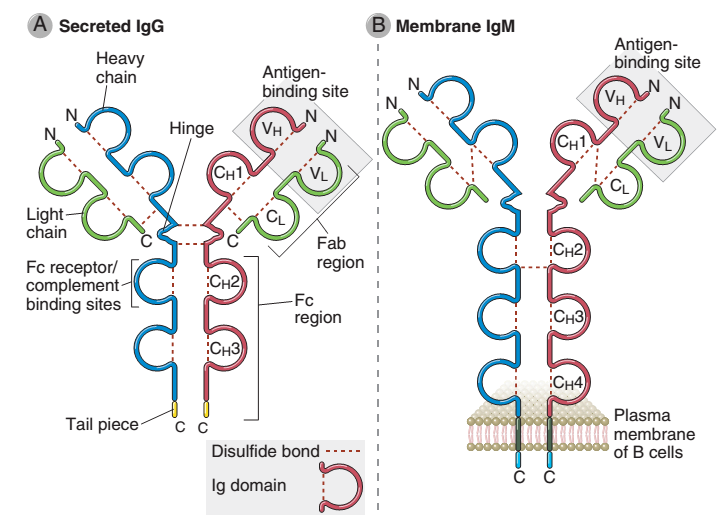 A Secreted IgG
Heavy
chain
N
N
Hinge
Antigen-
binding site
N
N
VH
CH1
VL
CL
Light
chain
C
C
Fab
region
Fc receptor/
complement
binding sites
CH2
Fc
region
CH3
Tail piece
C
C
Disulfide bond
Ig domain
B Membrane IgM
Antigen-
binding site
N
N
N
N
VH
CH1
VL
CL
CH2
CH3
CH4
Plasma
membrane
of B cells
C
C